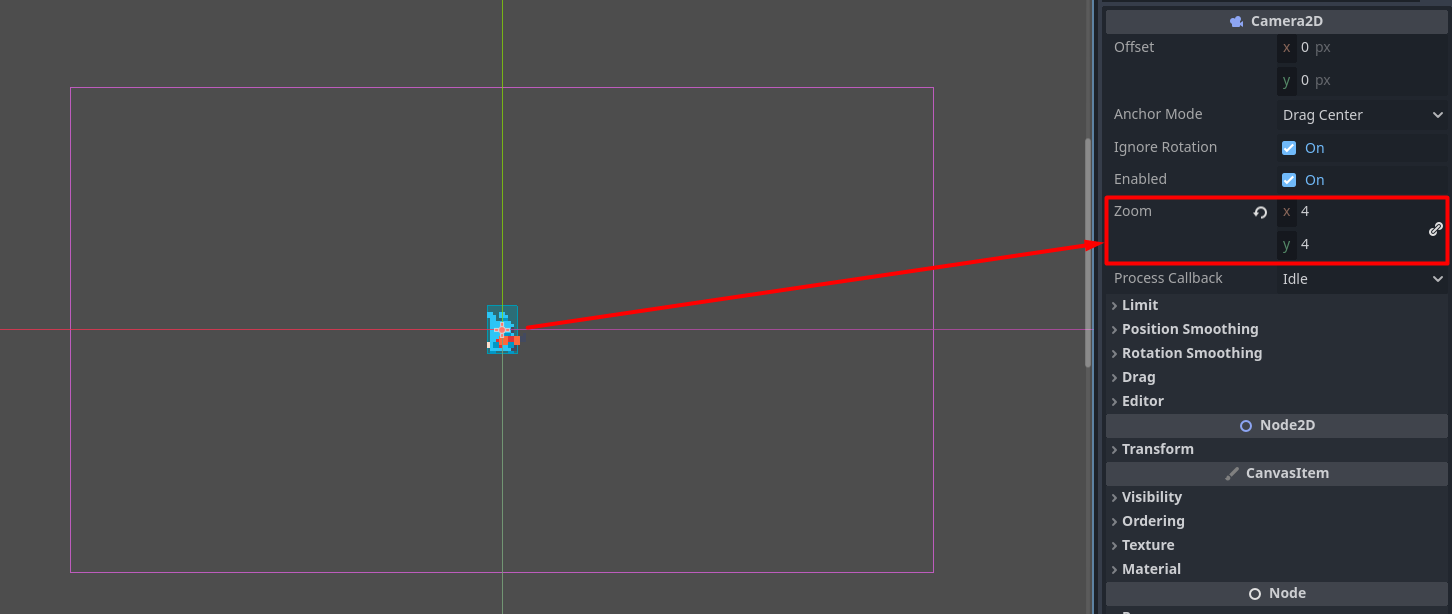 Camera2D
Offset x 0 px
y 0 px
Anchor Mode Drag Center
Ignore Rotation On
Enabled On
Zoom x 4
y 4
Process Callback Idle
Limit
Position Smoothing
Rotation Smoothing
Drag
Editor
Node2D
Transform
CanvasItem
Visibility
Ordering
Texture
Material
Node